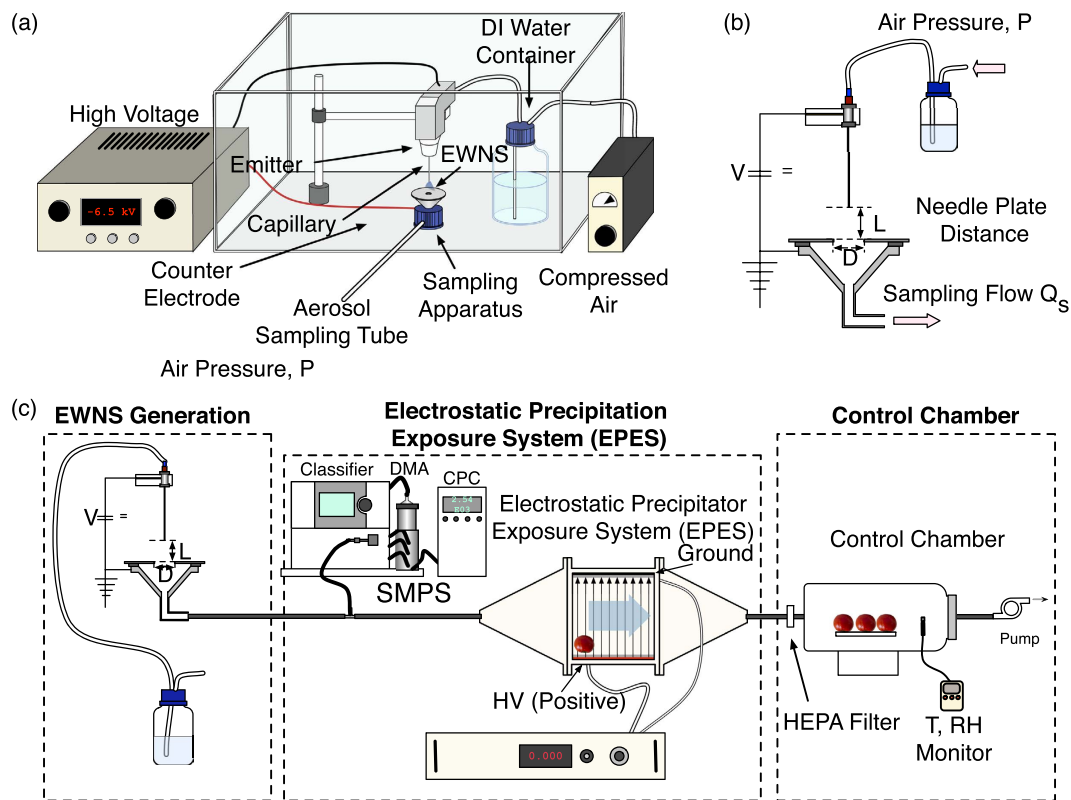 (a)
DI Water
Container
High Voltage
-6.5 kV
Emitter
EWNS
Capillary
Counter
Electrode
Sampling
Apparatus
Aerosol
Sampling Tube
Compressed
Air
Air Pressure, P
(b)
Air Pressure, P
V
=
L
D
Needle Plate
Distance
Sampling Flow Qs
(c)
EWNS Generation
V
=
L
D
Electrostatic Precipitation
Exposure System (EPES)
Classifier
DMA
CPC
2.54
E03
SMPS
Electrostatic Precipitator
Exposure System (EPES)
Ground
HV (Positive)
0.000
Control Chamber
Control Chamber
Pump
HEPA Filter
T, RH
Monitor